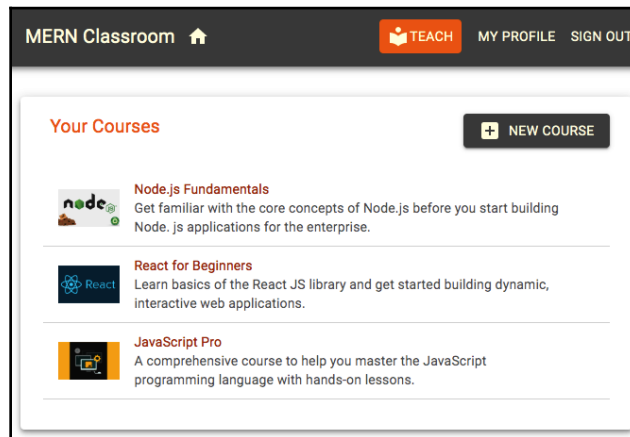 MERN Classroom TEACH MY PROFILE SIGN OUT
Your Courses
NEW COURSE
node
JS
Node.js Fundamentals
Get familiar with the core concepts of Node.js before you start building
Node. js applications for the enterprise.
React
React for Beginners
Learn basics of the React JS library and get started building dynamic,
interactive web applications.
JavaScript Pro
A comprehensive course to help you master the JavaScript
programming language with hands-on lessons.